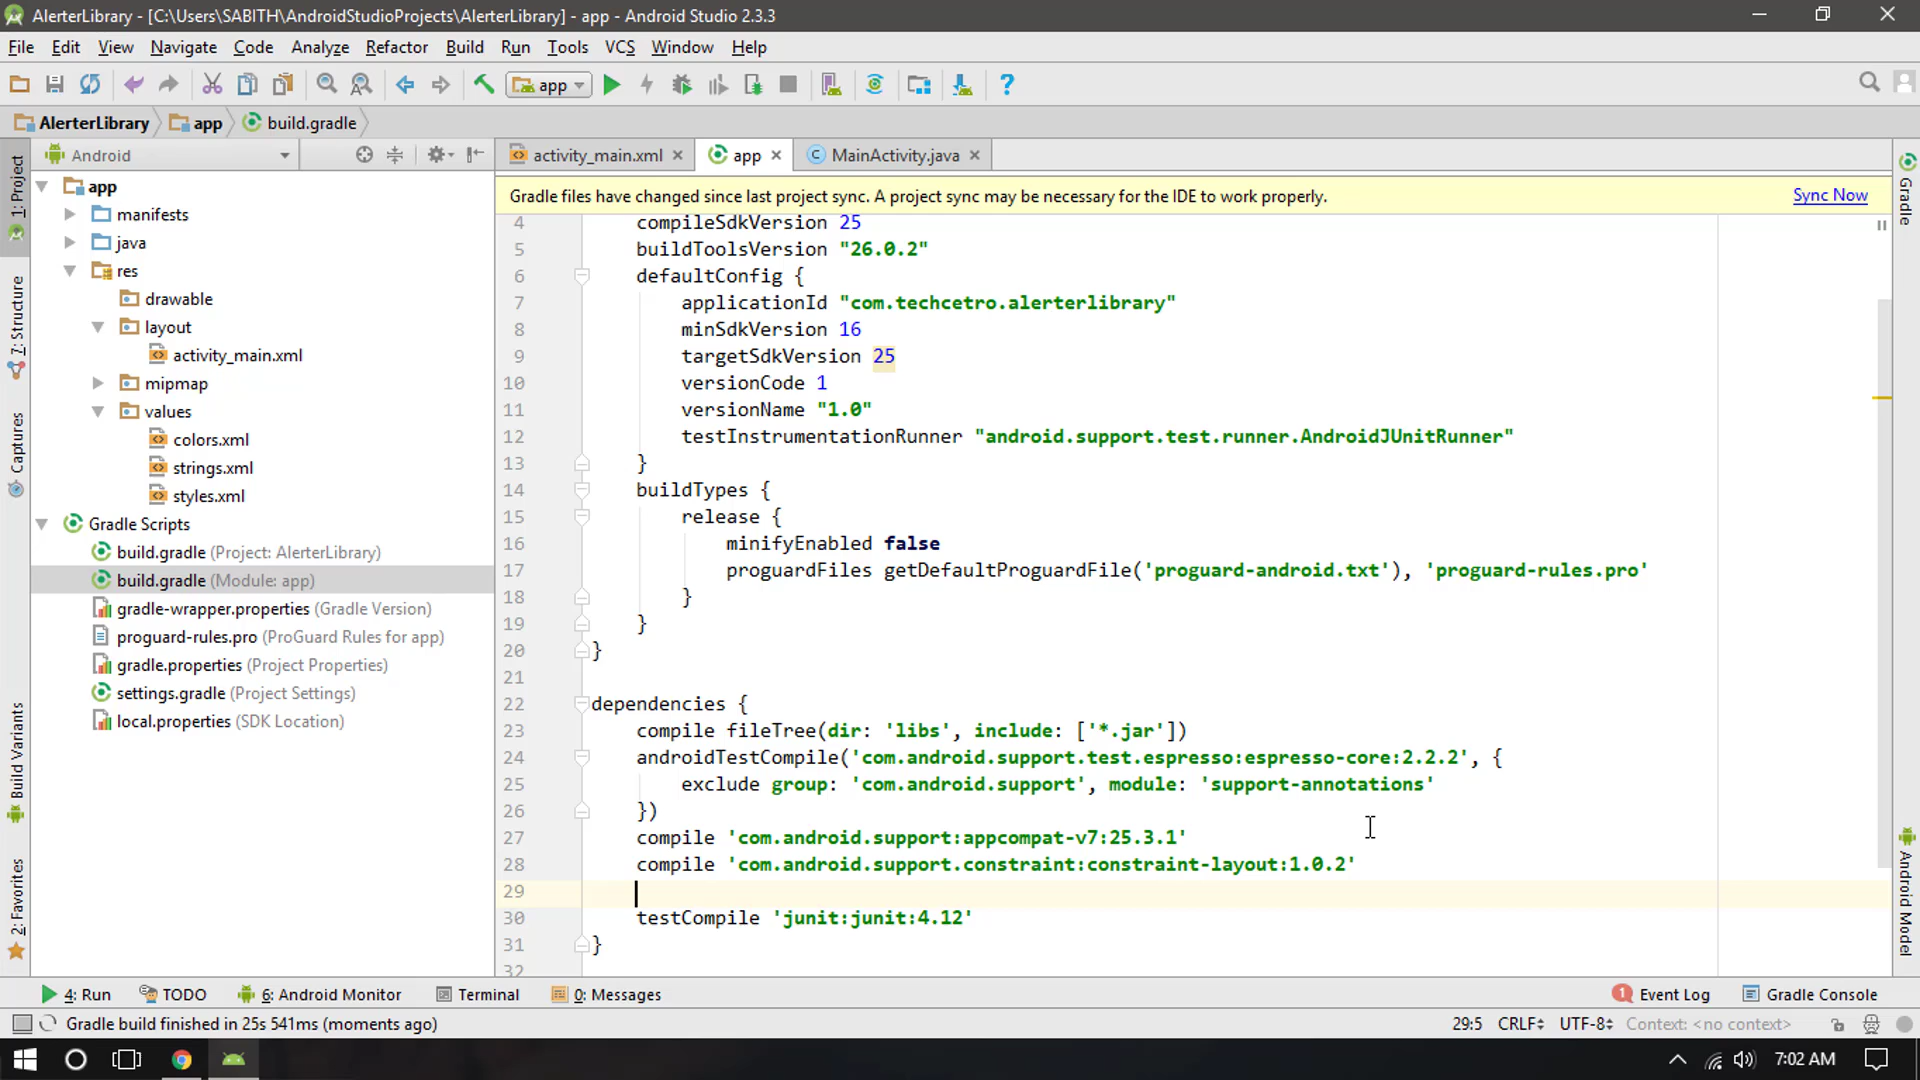 AlerterLibrary - [C:\Users\SABITH\AndroidStudioProjects\AlerterLibrary] - app - Android Studio 2.3.3
File Edit View Navigate Code Analyze Refactor Build Run Tools VCS Window Help
app
AlerterLibrary app build.gradle
Android
activity_main.xml app MainActivity.java
Gradle files have changed since last project sync. A project sync may be necessary for the IDE to work properly. Sync Now
1: Project
7: Structure
Captures
Build Variants
2: Favorites
app
manifests
java
res
drawable
layout
activity_main.xml
mipmap
values
colors.xml
strings.xml
styles.xml
Gradle Scripts
build.gradle (Project: AlerterLibrary)
build.gradle (Module: app)
gradle-wrapper.properties (Gradle Version)
proguard-rules.pro (ProGuard Rules for app)
gradle.properties (Project Properties)
settings.gradle (Project Settings)
local.properties (SDK Location)
4 compileSdkVersion 25
5 buildToolsVersion "26.0.2"
6 defaultConfig {
7 applicationId "com.techcetro.alerterlibrary"
8 minSdkVersion 16
9 targetSdkVersion 25
10 versionCode 1
11 versionName "1.0"
12 testInstrumentationRunner "android.support.test.runner.AndroidJUnitRunner"
13 }
14 buildTypes {
15 release {
16 minifyEnabled false
17 proguardFiles getDefaultProguardFile('proguard-android.txt'), 'proguard-rules.pro'
18 }
19 }
20 }
21
22 dependencies {
23 compile fileTree(dir: 'libs', include: ['*.jar'])
24 androidTestCompile('com.android.support.test.espresso:espresso-core:2.2.2', {
25 exclude group: 'com.android.support', module: 'support-annotations'
26 })
27 compile 'com.android.support:appcompat-v7:25.3.1'
28 compile 'com.android.support.constraint:constraint-layout:1.0.2'
29
30 testCompile 'junit:junit:4.12'
31 }
32
Gradle
Android Model
4: Run TODO 6: Android Monitor Terminal 0: Messages 1 Event Log Gradle Console
Gradle build finished in 25s 541ms (moments ago) 29:5 CRLF UTF-8 Context: <no context>
7:02 AM